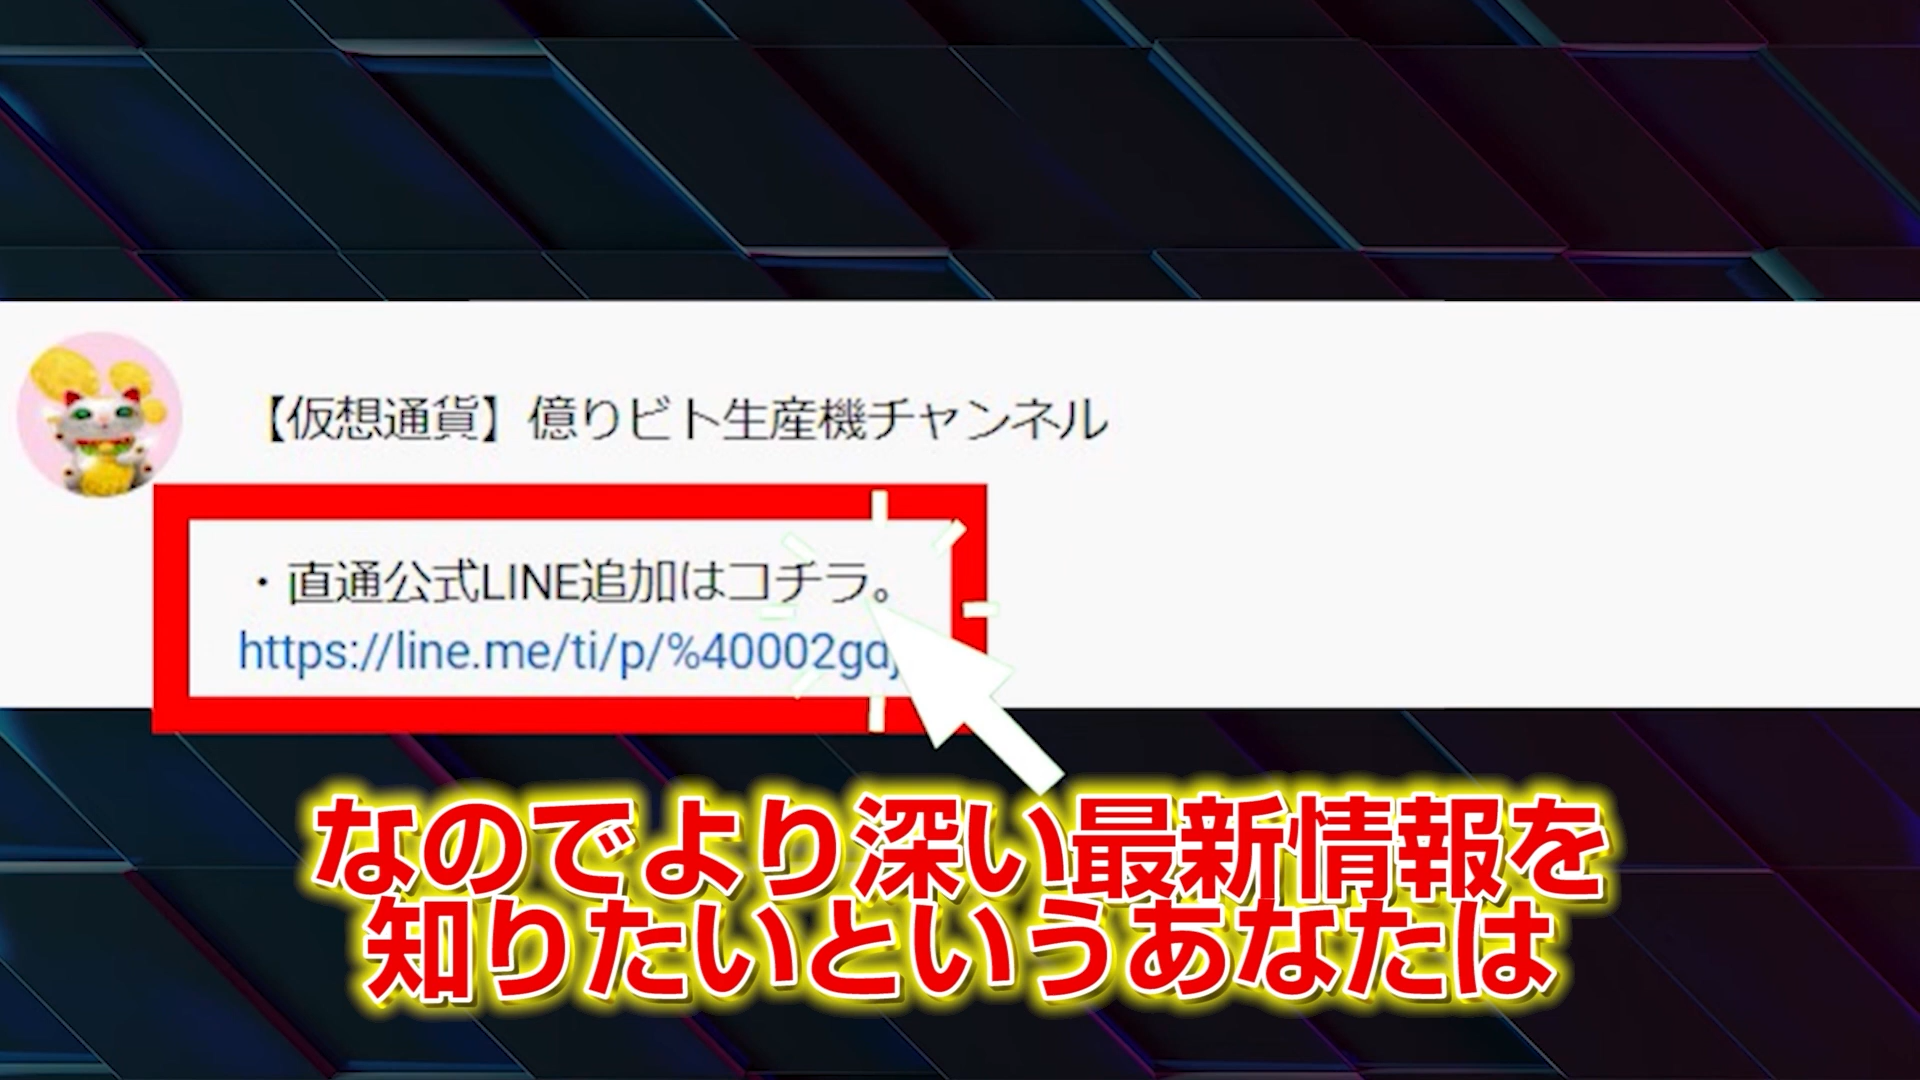 【仮想通貨】億りビト生産機チャンネル
・直通公式LINE追加はコチラ。
https://line.me/ti/p/%40002gdj
なのでより深い最新情報を
知りたいというあなたは